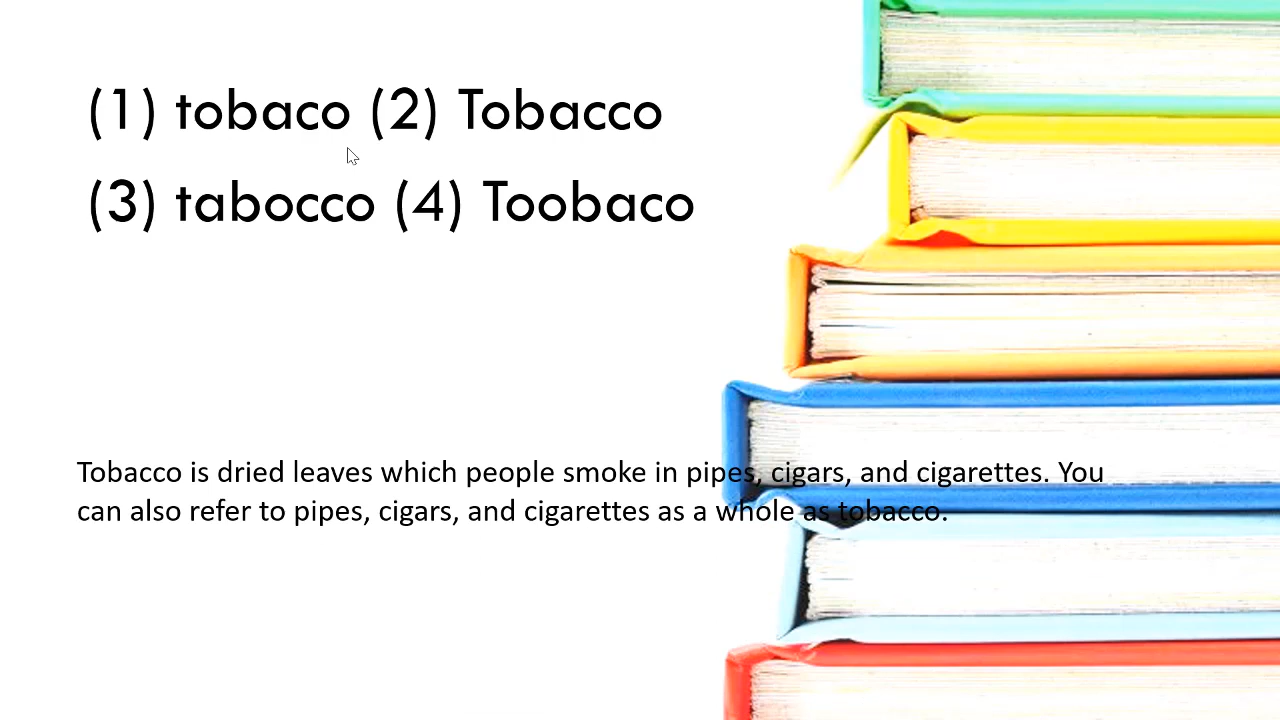 (1) tobaco (2) Tobacco
(3) tabocco (4) Toobaco
Tobacco is dried leaves which people smoke in pipes, cigars, and cigarettes. You
can also refer to pipes, cigars, and cigarettes as a whole as tobacco.